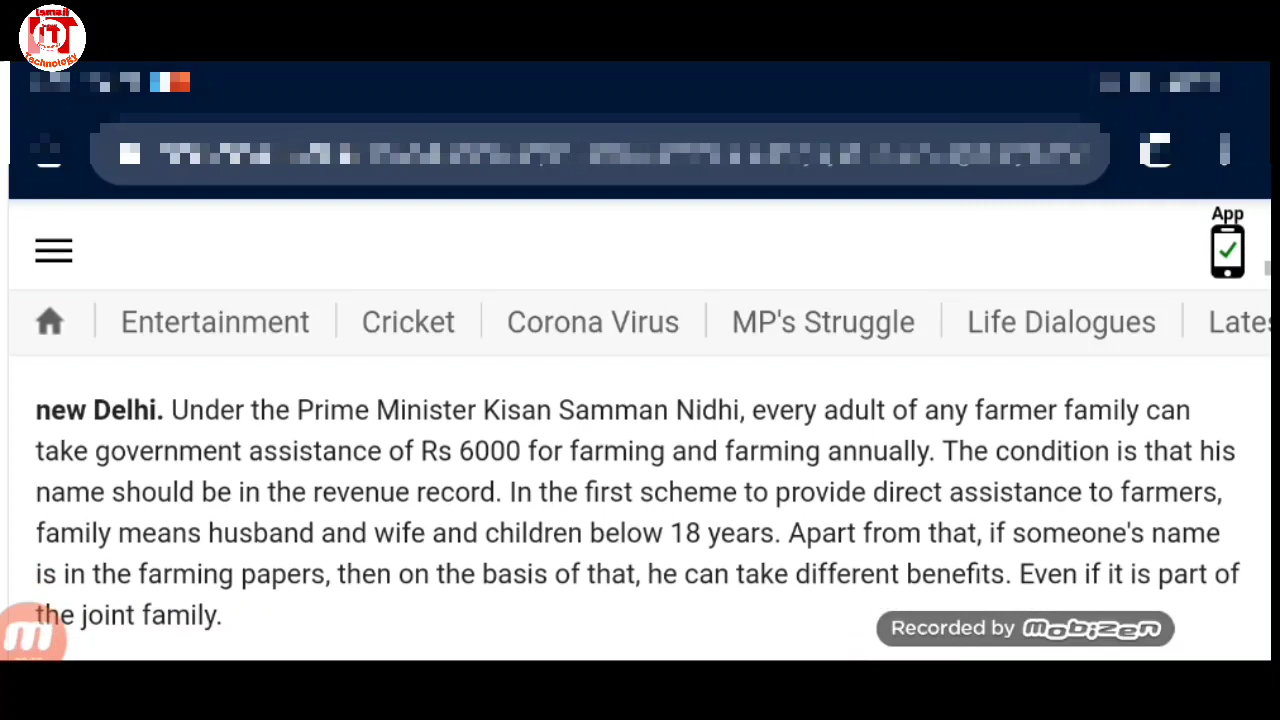 tamil
IT
Technology
App
Entertainment Cricket Corona Virus MP's Struggle Life Dialogues Lates
new Delhi. Under the Prime Minister Kisan Samman Nidhi, every adult of any farmer family can
take government assistance of Rs 6000 for farming and farming annually. The condition is that his
name should be in the revenue record. In the first scheme to provide direct assistance to farmers,
family means husband and wife and children below 18 years. Apart from that, if someone's name
is in the farming papers, then on the basis of that, he can take different benefits. Even if it is part of
the joint family.
Recorded by mobizen